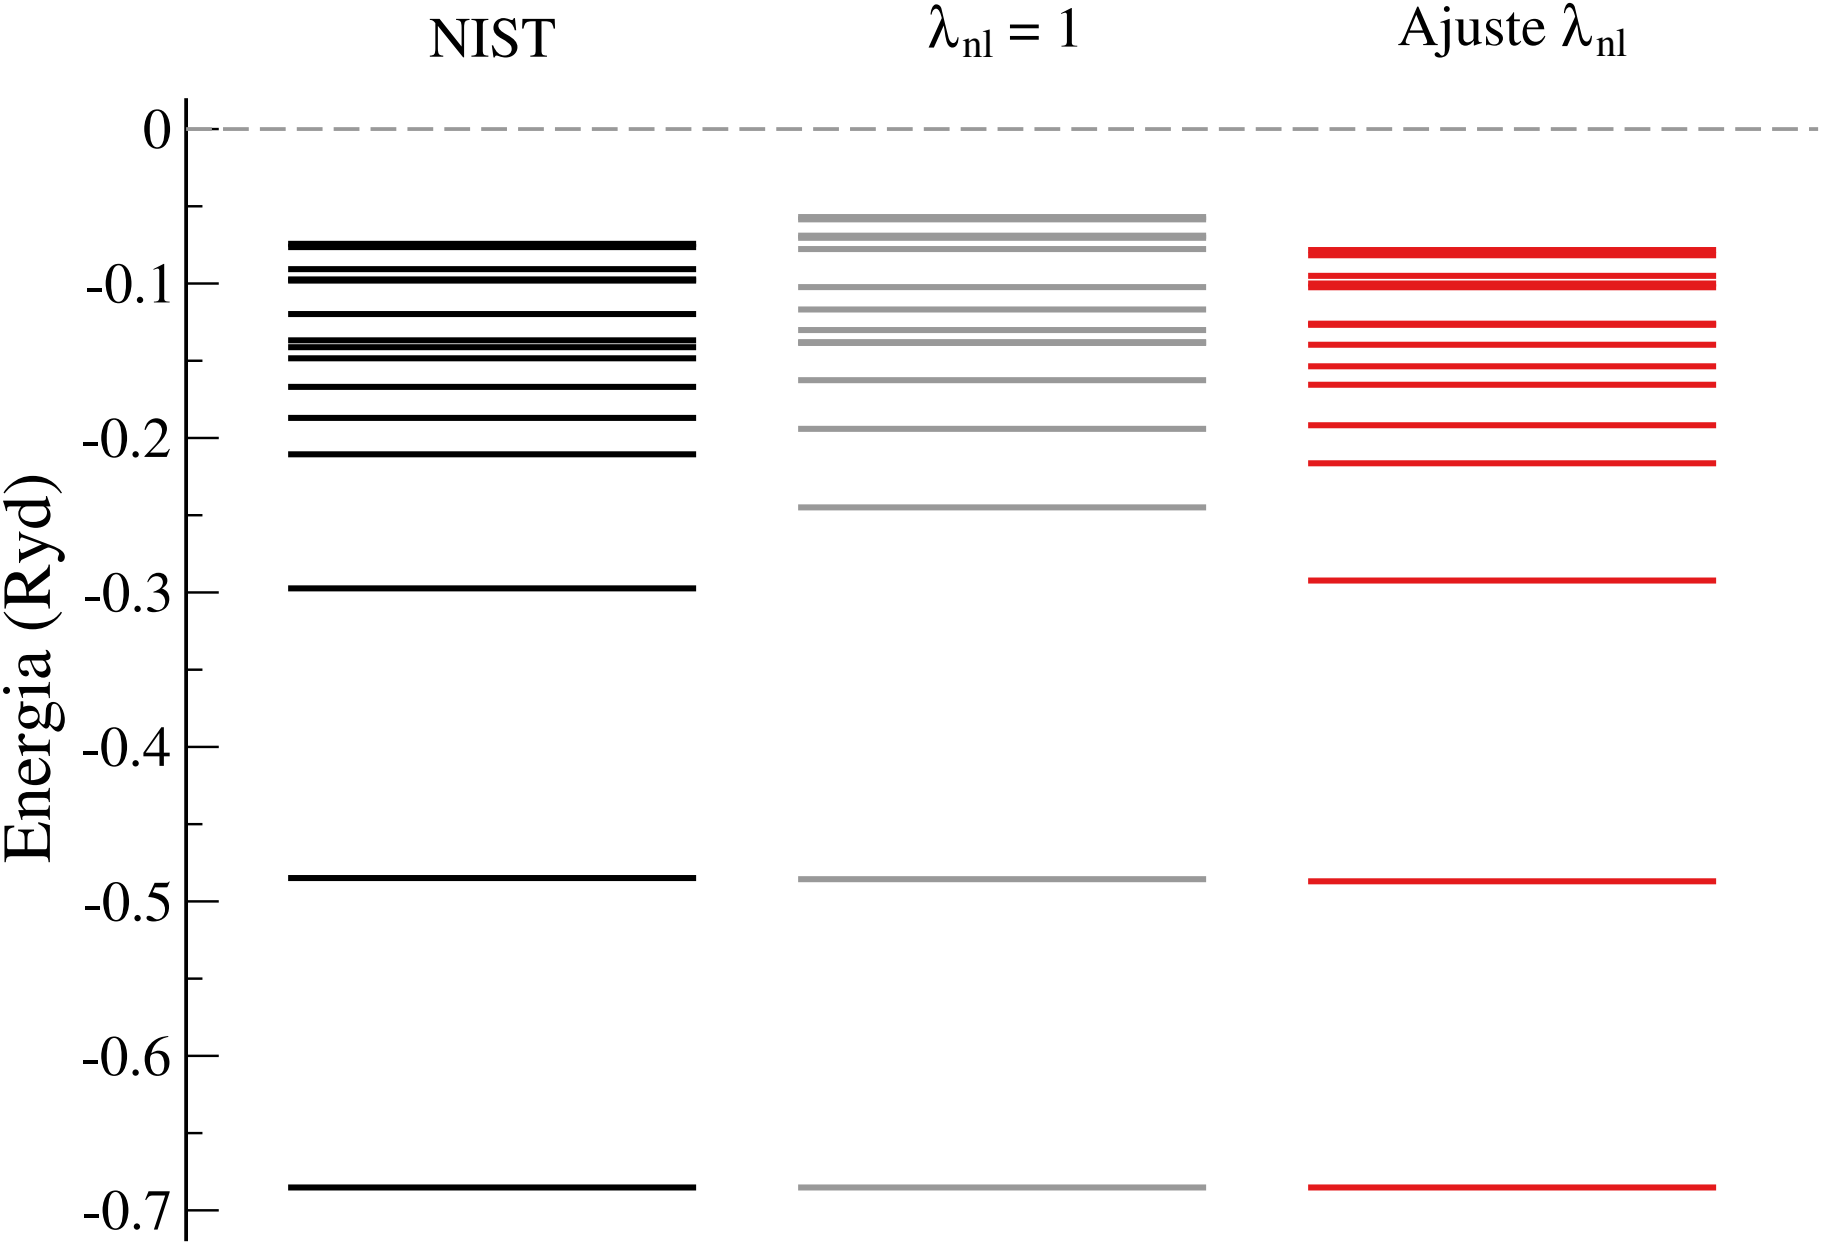 NIST
λnl = 1
Ajuste λnl
0
-0.1
-0.2
-0.3
-0.4
-0.5
-0.6
-0.7
Energia (Ryd)